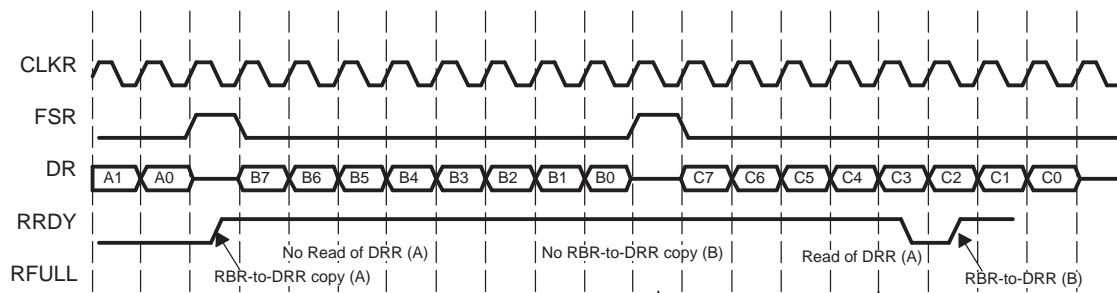 CLKR
FSR
DR A1 A0 B7 B6 B5 B4 B3 B2 B1 B0 C7 C6 C5 C4 C3 C2 C1 C0
RRDY
No Read of DRR (A) No RBR-to-DRR copy (B) Read of DRR (A)
RFULL RBR-to-DRR copy (A) RBR-to-DRR (B)